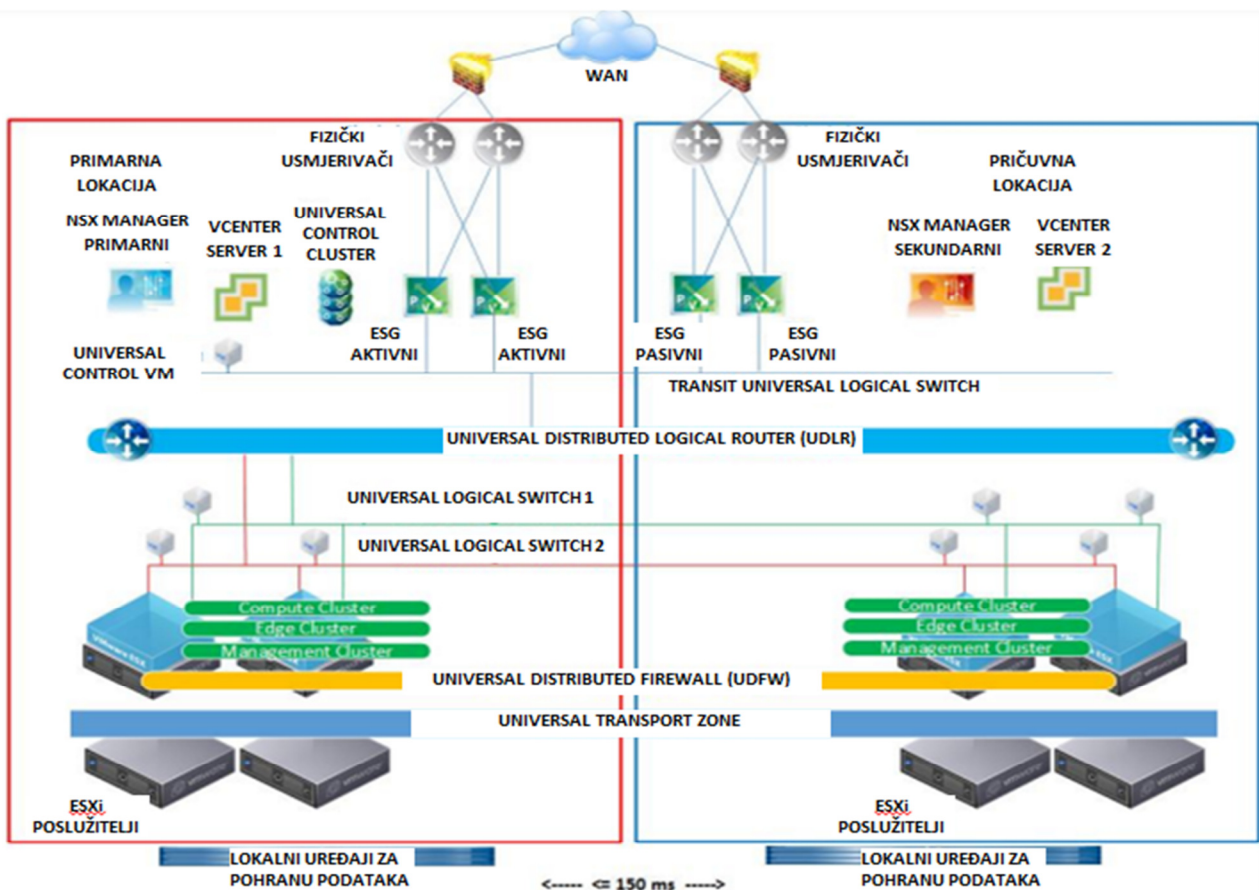 WAN
FIZIČKI
USMJERIVAČI
PRIMARNA
LOKACIJA
NSX MANAGER
PRIMARNI
VCENTER
SERVER 1
UNIVERSAL
CONTROL
CLUSTER
FIZIČKI
USMJERIVAČI
PRIČUVNA
LOKACIJA
NSX MANAGER
SEKUNDARNI
VCENTER
SERVER 2
ESG
AKTIVNI
ESG
AKTIVNI
ESG
PASIVNI
ESG
PASIVNI
UNIVERSAL
CONTROL VM
TRANSIT UNIVERSAL LOGICAL SWITCH
UNIVERSAL DISTRIBUTED LOGICAL ROUTER (UDLR)
UNIVERSAL LOGICAL SWITCH 1
UNIVERSAL LOGICAL SWITCH 2
Compute Cluster
Edge Cluster
Management Cluster
Compute Cluster
Edge Cluster
Management Cluster
UNIVERSAL DISTRIBUTED FIREWALL (UDFW)
UNIVERSAL TRANSPORT ZONE
ESXi
POSLUŽITELJI
ESXi
POSLUŽITELJI
LOKALNI UREĐAJI ZA
POHRANU PODATAKA
LOKALNI UREĐAJI ZA
POHRANU PODATAKA
<----- <= 150 ms ----->